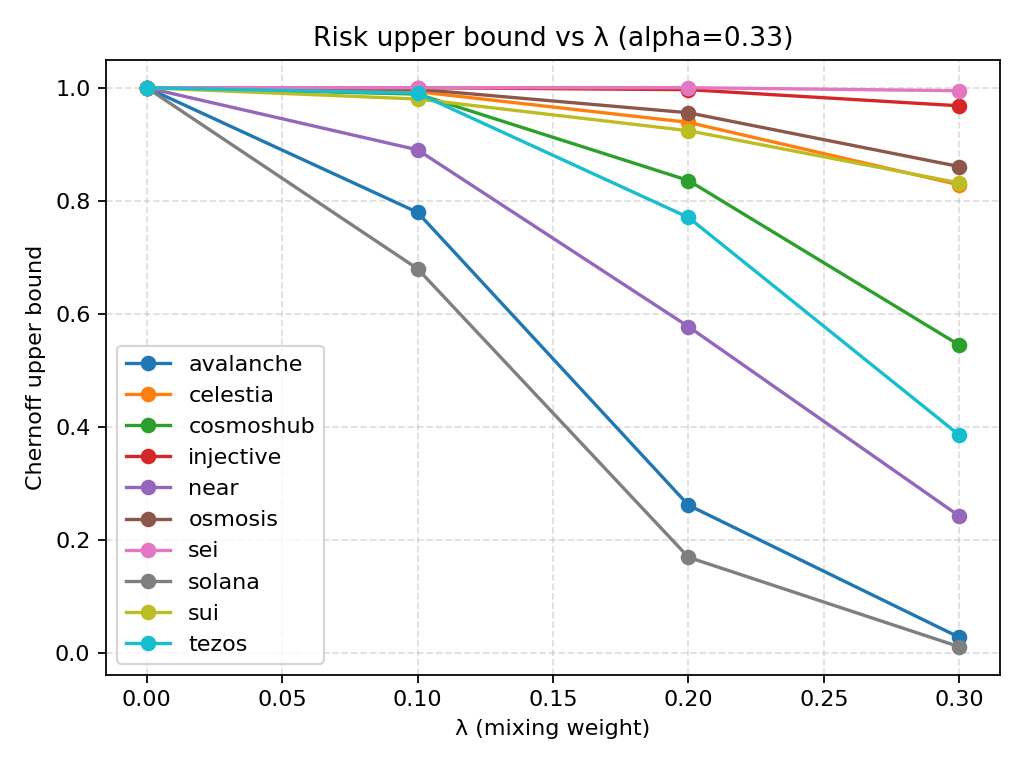 Risk upper bound vs λ (alpha=0.33)
Chernoff upper bound
1.0
0.8
0.6
0.4
0.2
0.0
avalanche
celestia
cosmoshub
injective
near
osmosis
sei
solana
sui
tezos
0.00 0.05 0.10 0.15 0.20 0.25 0.30
λ (mixing weight)